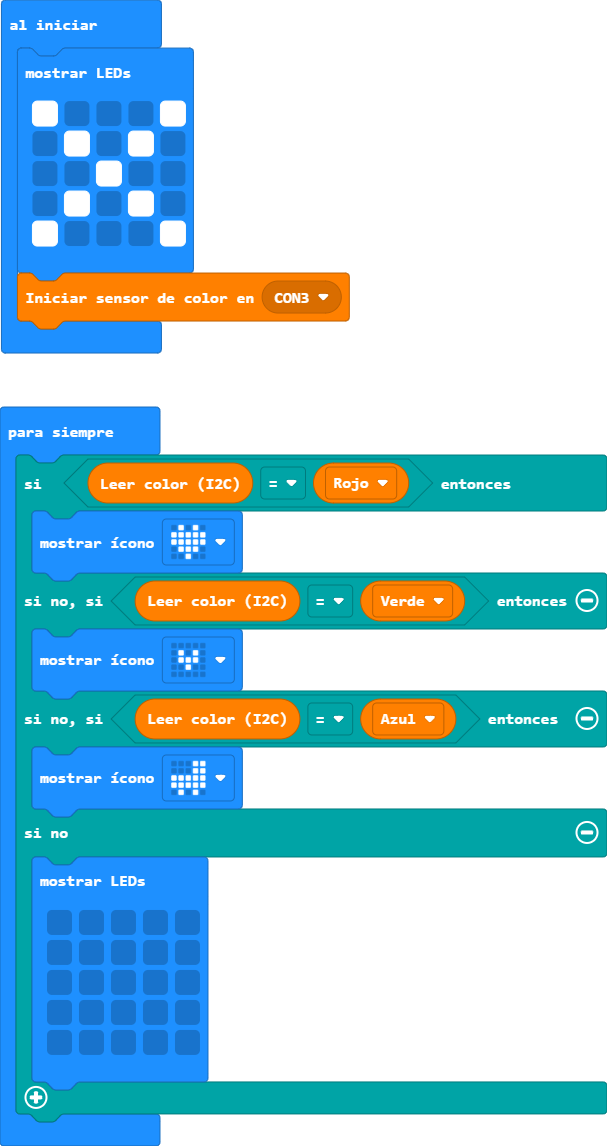 al iniciar
mostrar LEDs
Iniciar sensor de color en CON3
para siempre
si Leer color (I2C) = Rojo entonces
mostrar ícono
si no, si Leer color (I2C) = Verde entonces
mostrar ícono
si no, si Leer color (I2C) = Azul entonces
mostrar ícono
si no
mostrar LEDs